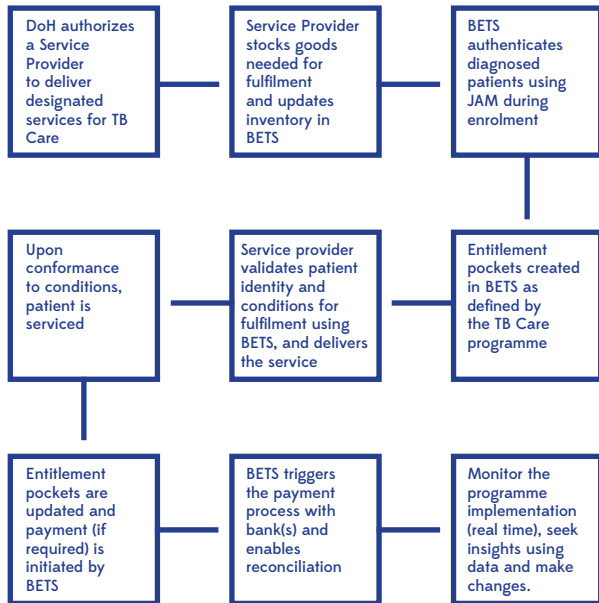 DoH authorizes
a Service
Provider
to deliver
designated
services for TB
Care
Service Provider
stocks goods
needed for
fulfilment
and updates
inventory in
BETS
BETS
authenticates
diagnosed
patients using
JAM during
enrolment
Entitlement
pockets created
in BETS as
defined by
the TB Care
programme
Service provider
validates patient
identity and
conditions for
fulfilment using
BETS, and delivers
the service
Upon
conformance
to conditions,
patient is
serviced
Entitlement
pockets are
updated and
payment (if
required) is
initiated by
BETS
BETS triggers
the payment
process with
bank(s) and
enables
reconciliation
Monitor the
programme
implementation
(real time), seek
insights using
data and make
changes.